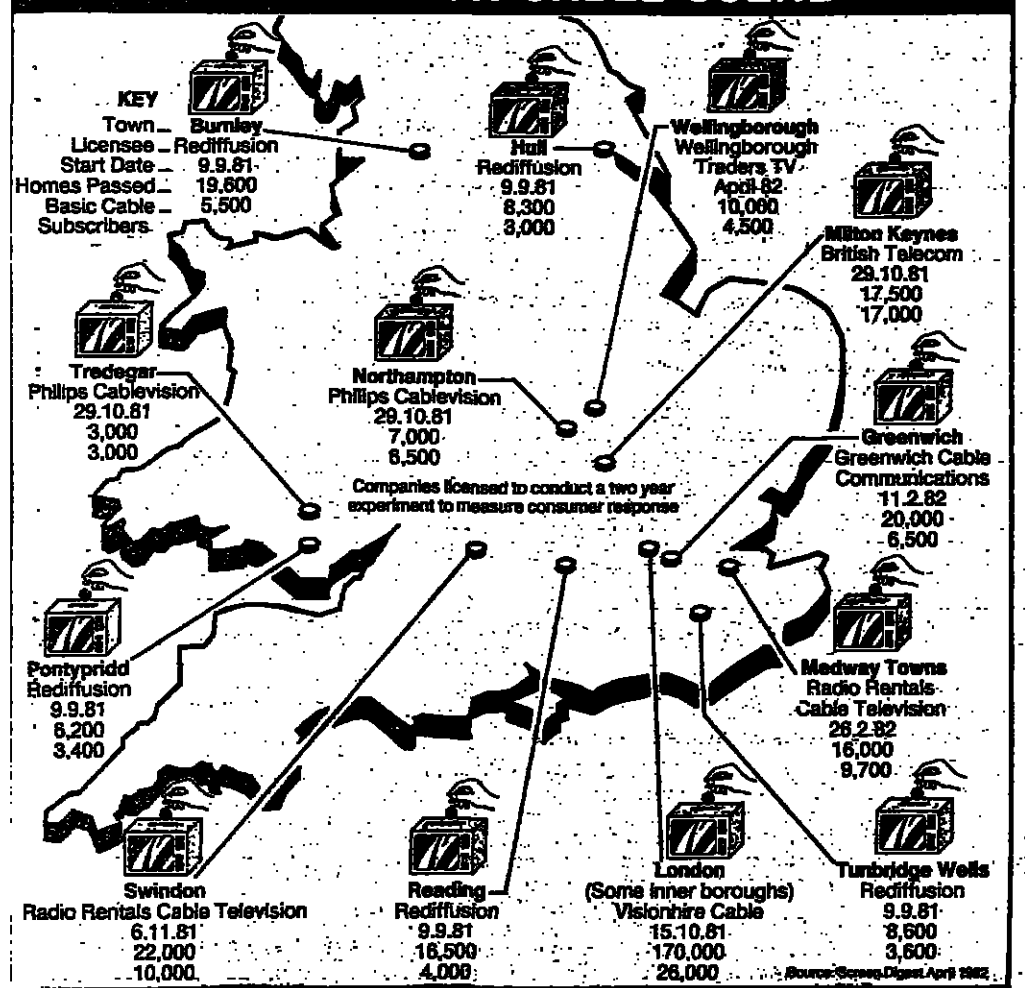 KEY
Town
Licensee
Start Date
Homes Passed
Basic Cable
Subscribers
Burnley
Rediffusion
9.9.81
19,600
5,500
Hull
Rediffusion
9.9.81
8,300
3,000
Wellingborough
Wellingborough
Traders TV
April 82
10,000
4,500
Milton Keynes
British Telecom
29.10.81
17,500
17,000
Tredegar
Philips Cablevision
29.10.81
3,000
3,000
Northampton
Philips Cablevision
29.10.81
7,000
6,500
Greenwich
Greenwich Cable
Communications
11.2.82
20,000
6,500
Companies licensed to conduct a two year
experiment to measure consumer response
Pontypridd
Rediffusion
9.9.81
6,200
3,400
Medway Towns
Radio Rentals
Cable Television
26.2.82
16,000
9,700
Swindon
Radio Rentals Cable Television
6.11.81
22,000
10,000
Reading
Rediffusion
9.9.81
16,500
4,000
London
(Some inner boroughs)
Visionhire Cable
15.10.81
170,000
26,000
Tunbridge Wells
Rediffusion
9.9.81
8,600
3,600
Source: Screen Digest April 1982